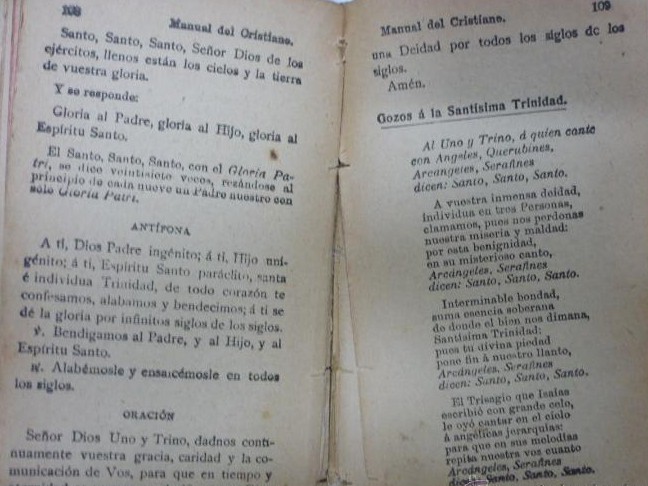 108
Manual del Cristiano.
Santo, Santo, Santo, Señor Dios de los
ejércitos, llenos están los cielos y la tierra
de vuestra gloria.
Y se responde:
Gloria al Padre, gloria al Hijo, gloria al
Espíritu Santo.
El Santo, Santo, Santo, con el Gloria Pa-
tri, se dice veintisiete veces, rezándose al
principio de cada nueve un Padre nuestro con
solo Gloria Patri.
ANTÍFONA
A ti, Dios Padre ingénito; á ti, Hijo uni-
génito; á ti, Espíritu Santo paráclito, santa
é individua Trinidad, de todo corazón te
confesamos, alabamos y bendecimos; á ti se
dé la gloria por infinitos siglos de los siglos.
℣. Bendigamos al Padre, y al Hijo, y al
Espíritu Santo.
℟. Alabémosle y ensalcémosle en todos
los siglos.
ORACIÓN
Señor Dios Uno y Trino, dadnos conti-
nuamente vuestra gracia, caridad y la co-
municación de Vos, para que en tiempo y
Manual del Cristiano.
109
una Deidad por todos los siglos de los
siglos.
Amén.
Gozos á la Santísima Trinidad.
Al Uno y Trino, á quien canto
con Angeles, Querubines,
Arcángeles, Serafines
dicen: Santo, Santo, Santo.
A vuestra inmensa deidad,
individua en tres Personas,
clamamos, pues nos perdonas
nuestra miseria y maldad:
por esta benignidad,
en su misterioso canto,
Arcángeles, Serafines
dicen: Santo, Santo, Santo.
Interminable bondad,
suma esencia soberana
de donde el bien nos dimana,
Santísima Trinidad:
pues tu divina piedad
pone fin á nuestro llanto,
Arcángeles, Serafines
dicen: Santo, Santo, Santo.
El Trisagio que Isaías
escribió con grande celo,
le oyó cantar en el cielo
á angélicas jerarquías:
para que en sus melodías
repita nuestra voz cuanto
Arcángeles, Serafines
dicen: Santo, Santo, Santo.